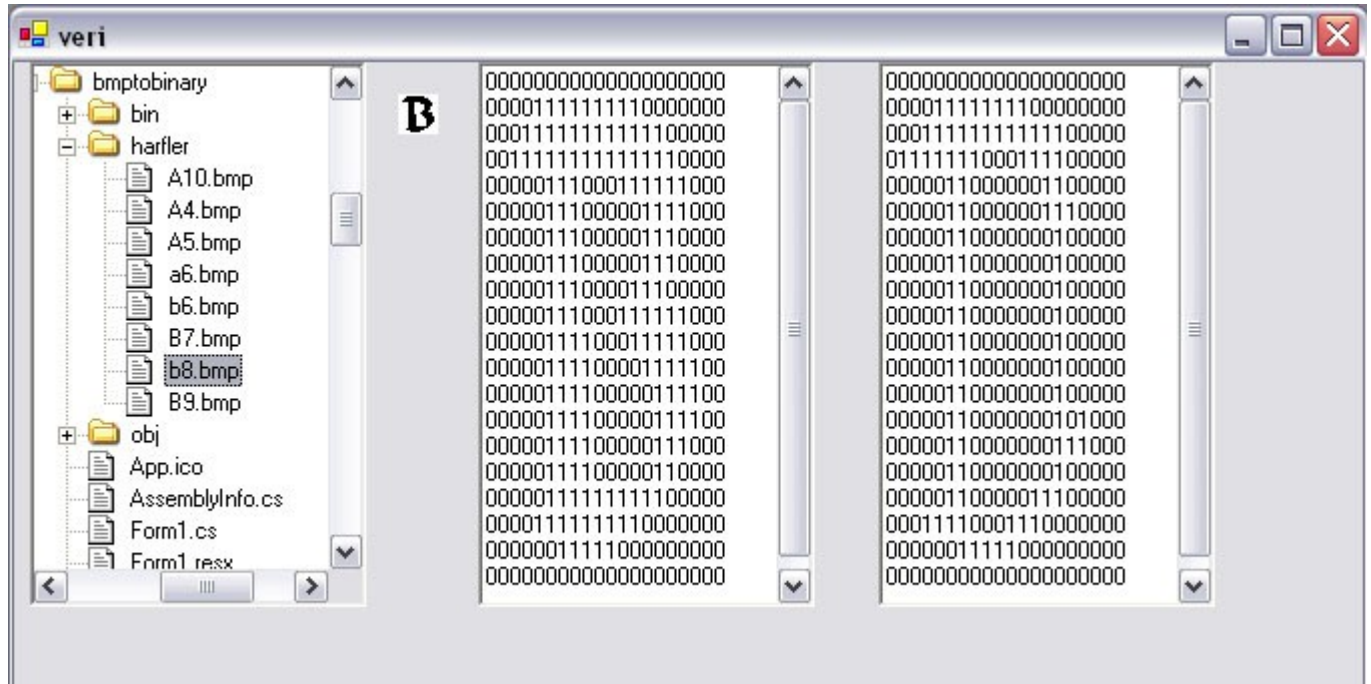 veri
bmptobinary
bin
harfler
A10.bmp
A4.bmp
A5.bmp
a6.bmp
b6.bmp
B7.bmp
b8.bmp
B9.bmp
obj
App.ico
AssemblyInfo.cs
Form1.cs
Form1.resx
B
00000000000000000000
00001111111110000000
00011111111111100000
00111111111111110000
00000111000111111000
00000111000001111000
00000111000001110000
00000111000001110000
00000111000011100000
00000111000111111000
00000111100011111000
00000111100001111100
00000111100000111100
00000111100000111100
00000111100000111000
00000111100000110000
00000111111111100000
00001111111110000000
00000011111000000000
00000000000000000000
00000000000000000000
00001111111100000000
00011111111111100000
01111111000111100000
00000110000001100000
00000110000001110000
00000110000000100000
00000110000000100000
00000110000000100000
00000110000000100000
00000110000000100000
00000110000000100000
00000110000000100000
00000110000000101000
00000110000000111000
00000110000000100000
00000110000011100000
00011110001110000000
00000011111000000000
00000000000000000000